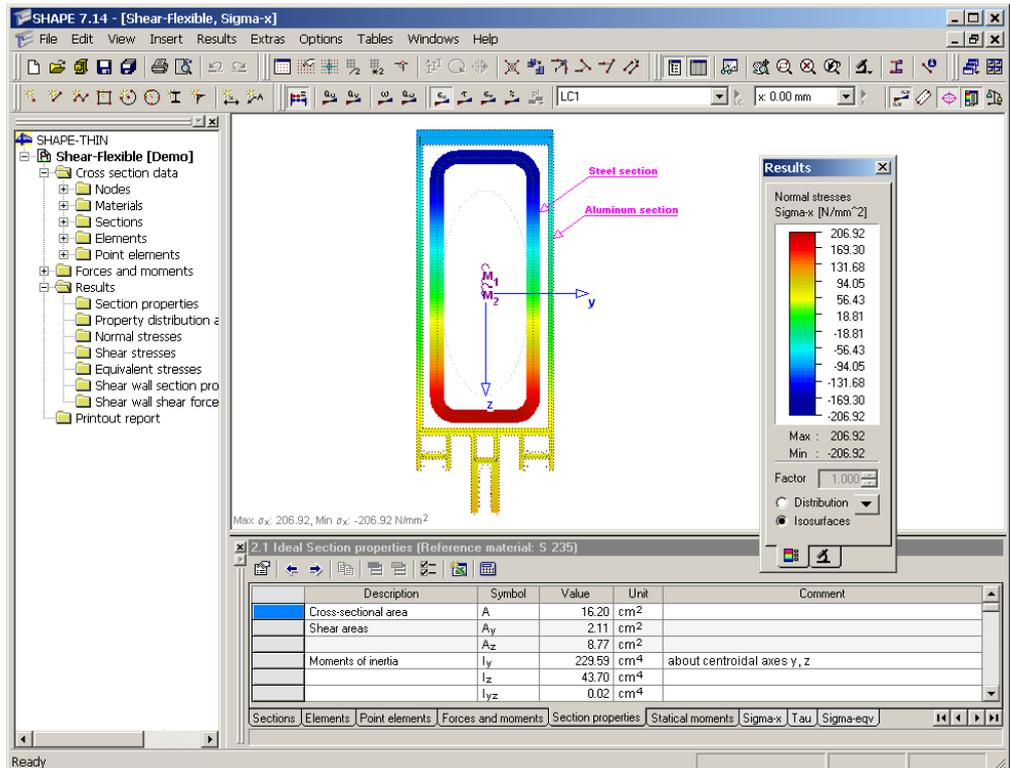 SHAPE 7.14 - [Shear-Flexible, Sigma-x]
File Edit View Insert Results Extras Options Tables Windows Help
LC1
x: 0.00 mm
SHAPE-THIN
Shear-Flexible [Demo]
Cross section data
Nodes
Materials
Sections
Elements
Point elements
Forces and moments
Results
Section properties
Property distribution a
Normal stresses
Shear stresses
Equivalent stresses
Shear wall section pro
Shear wall shear force
Printout report
Steel section
Aluminum section
M1
M2
y
z
Max σx: 206.92, Min σx: -206.92 N/mm2
Results
Normal stresses
Sigma-x [N/mm^2]
206.92
169.30
131.68
94.05
56.43
18.81
-18.81
-56.43
-94.05
-131.68
-169.30
-206.92
Max : 206.92
Min : -206.92
Factor 1.000
Distribution
Isosurfaces
2.1 Ideal Section properties (Reference material: S 235)
Description Symbol Value Unit Comment
Cross-sectional area A 16.20 cm2
Shear areas Ay 2.11 cm2
Az 8.77 cm2
Moments of inertia Iy 229.59 cm4 about centroidal axes y, z
Iz 43.70 cm4
Iyz 0.02 cm4
Sections Elements Point elements Forces and moments Section properties Statical moments Sigma-x Tau Sigma-eqv
Ready